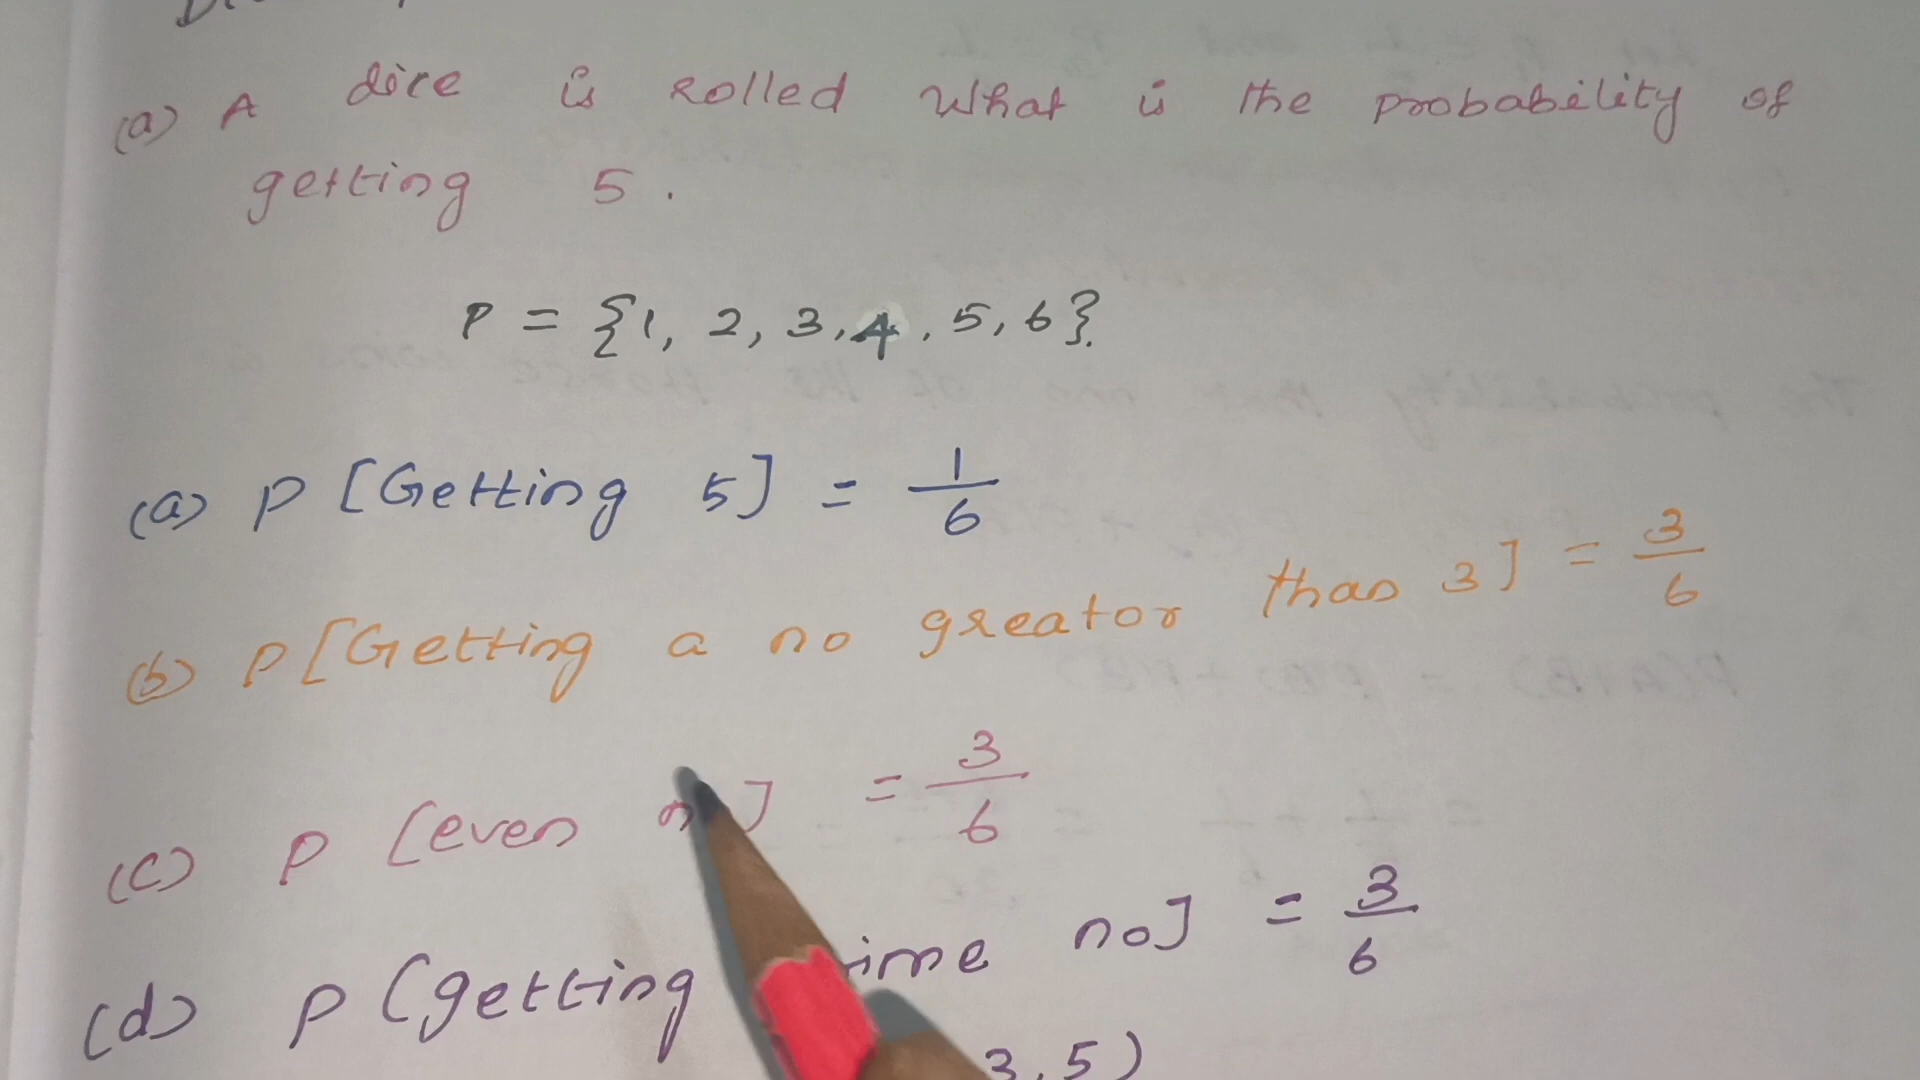 (a) A dice is Rolled What is the probability of
getting 5.
P = {1, 2, 3, 4, 5, 6}.
(a) P [Getting 5] = 1/6
(b) P [Getting a no greator than 3] = 3/6
(c) P [even n] = 3/6
(d) P (getting ime no] = 3/6
3, 5)